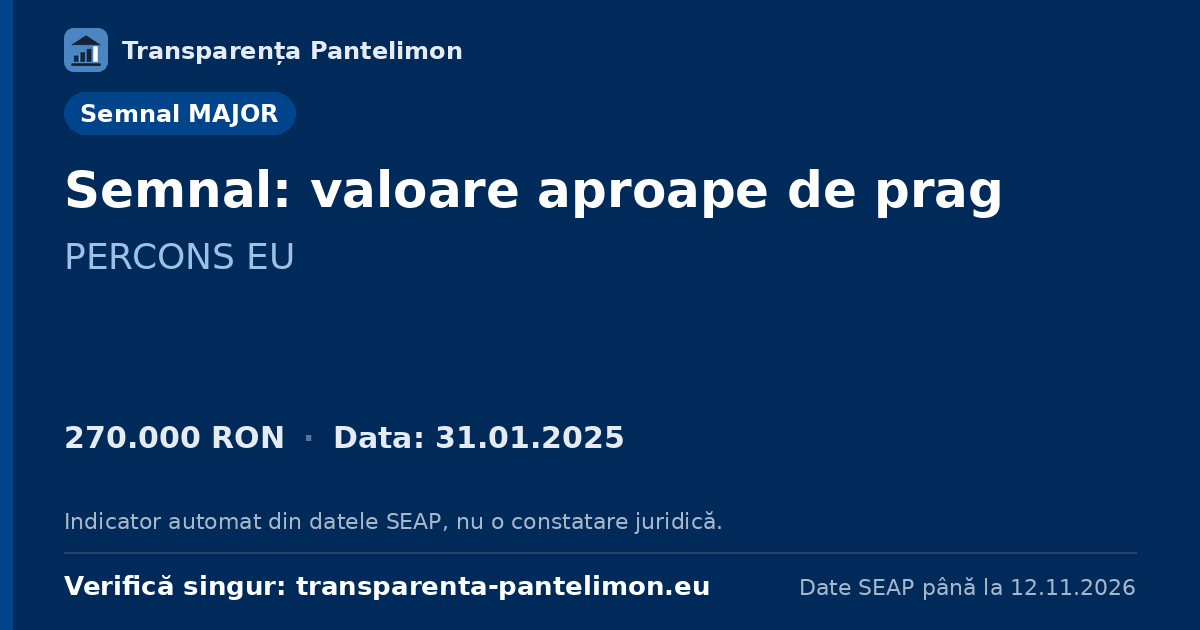 Transparența Pantelimon
Semnal MAJOR
Semnal: valoare aproape de prag
PERCONS EU
270.000 RON · Data: 31.01.2025
Indicator automat din datele SEAP, nu o constatare juridică.
Verifică singur: transparenta-pantelimon.eu
Date SEAP până la 12.11.2026